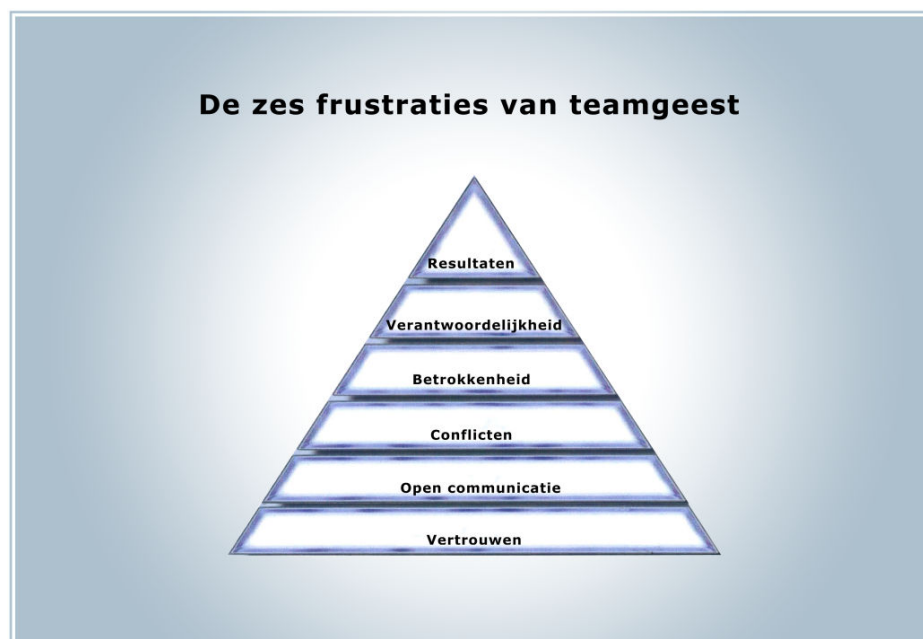 De zes frustraties van teamgeest
Resultaten
Verantwoordelijkheid
Betrokkenheid
Conflicten
Open communicatie
Vertrouwen